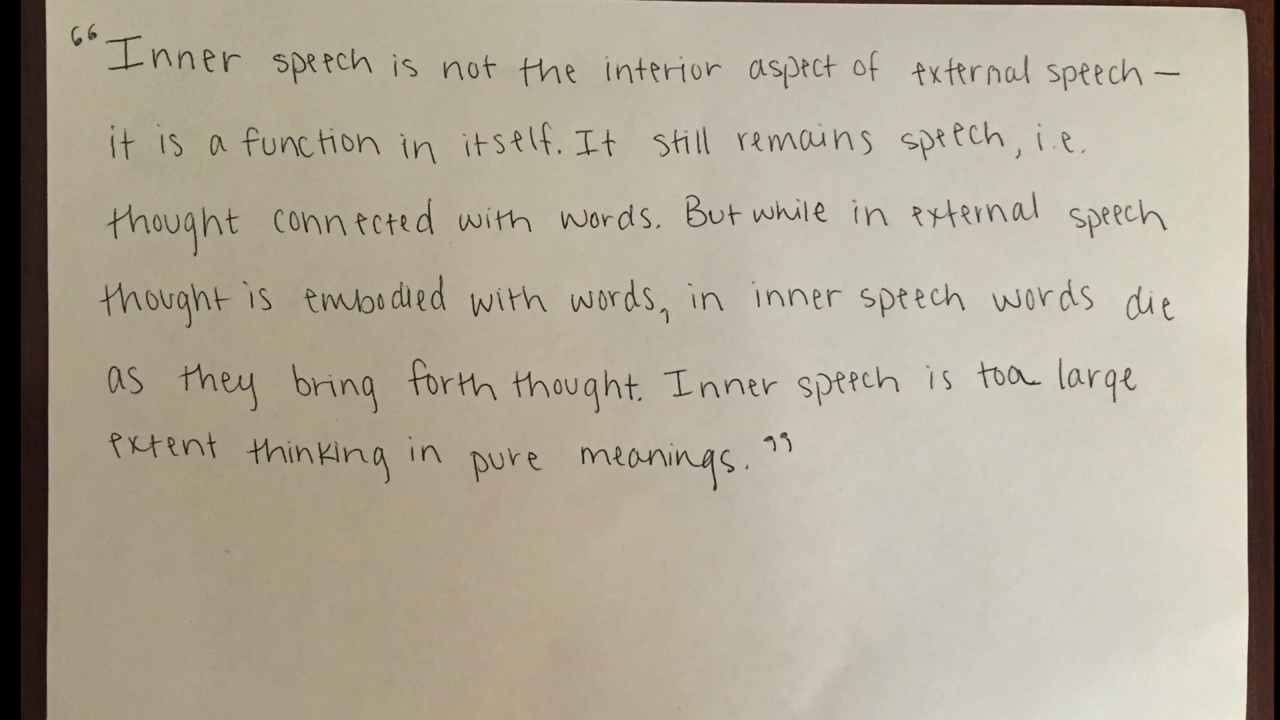 “Inner speech is not the interior aspect of external speech —
it is a function in itself. It still remains speech, i.e.
thought connected with words. But while in external speech
thought is embodied with words, in inner speech words die
as they bring forth thought. Inner speech is to a large
extent thinking in pure meanings.”